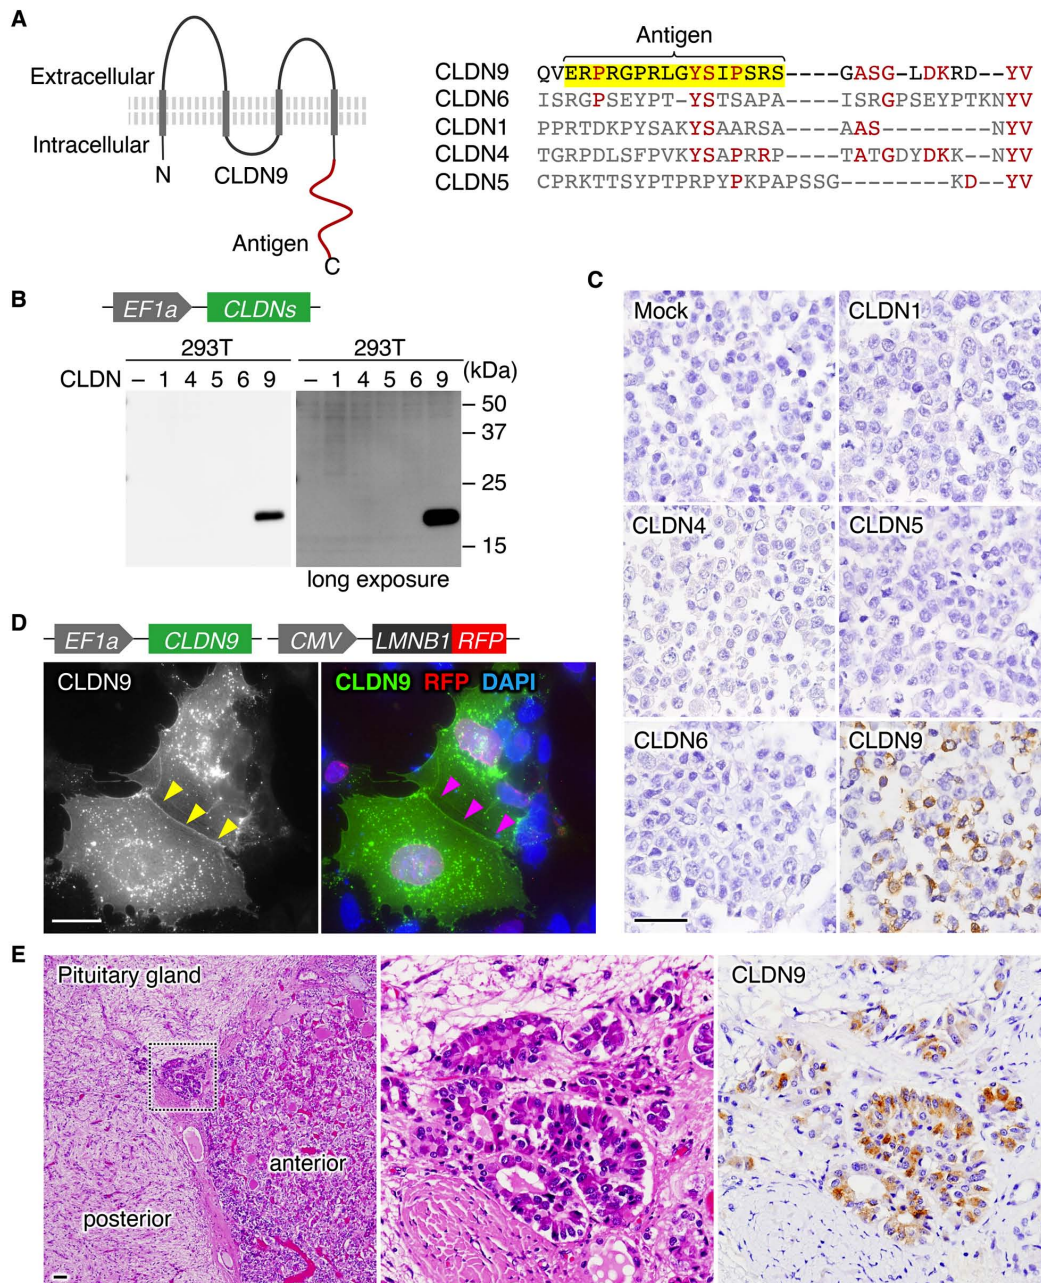 A
Extracellular
Intracellular
N
CLDN9
Antigen
C
Antigen
CLDN9 QVERPRGPRLGYSIPSRS----GASG-LDKRD--YV
CLDN6 ISRGPSEYPT-YSTSAPA----ISRGPSEYPTKNYV
CLDN1 PPRTDKPYSAKYSAARSA----AAS---------NYV
CLDN4 TGRPDLSFPVKYSAPRRP----TATGDYDKK--NYV
CLDN5 CPRKTTSYPTPRPYPKPAPSSG---------KD--YV
B
EF1a CLDNs
293T 293T
CLDN – 1 4 5 6 9 – 1 4 5 6 9 (kDa)
– 50
– 37
– 25
– 15
long exposure
C
Mock CLDN1
CLDN4 CLDN5
CLDN6 CLDN9
D
EF1a CLDN9 CMV LMNB1 RFP
CLDN9 CLDN9 RFP DAPI
E
Pituitary gland CLDN9
anterior
posterior